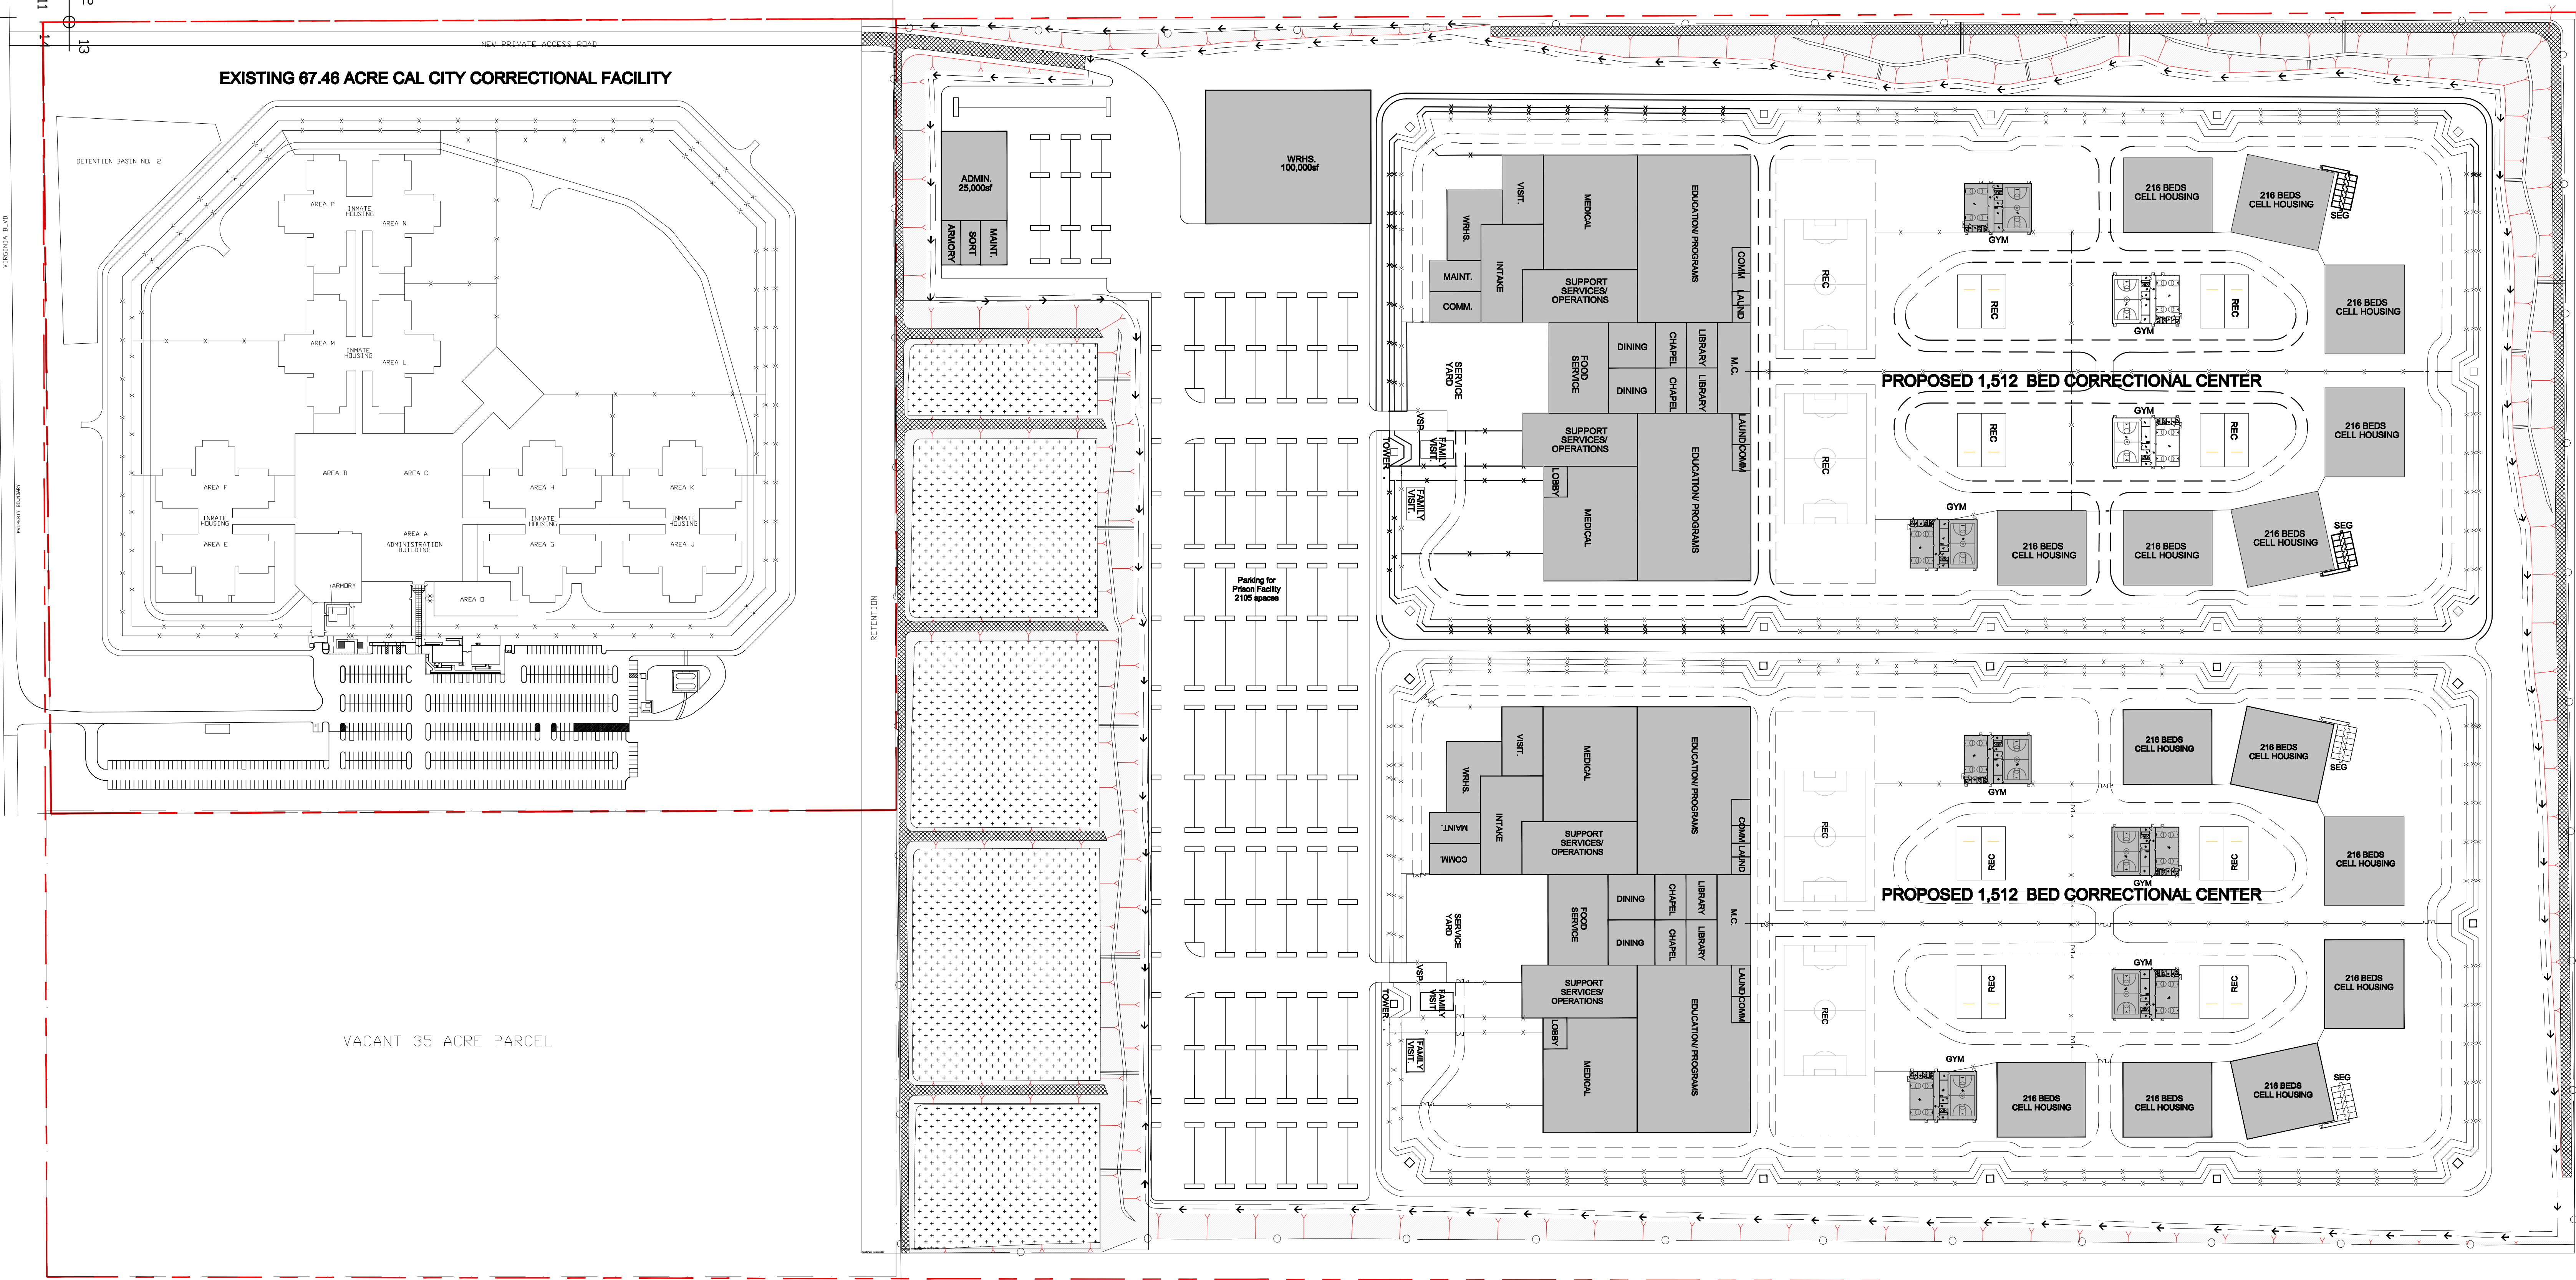 11
13
14
NEW PRIVATE ACCESS ROAD
EXISTING 67.46 ACRE CAL CITY CORRECTIONAL FACILITY
DETENTION BASIN NO. 2
VIRGINIA BLVD
PROPERTY BOUNDARY
AREA P
INMATE
HOUSING
AREA N
AREA M
INMATE
HOUSING
AREA L
AREA B
AREA C
AREA F
AREA H
AREA K
INMATE
HOUSING
INMATE
HOUSING
INMATE
HOUSING
AREA E
AREA A
ADMINISTRATION
BUILDING
AREA G
AREA J
ARMORY
AREA D
RETENTION
VACANT 35 ACRE PARCEL
ADMIN.
25,000sf
ARMORY
SORT
MAINT.
WRHS.
100,000sf
Parking for
Prison Facility
2105 spaces
VISIT.
MEDICAL
EDUCATION/ PROGRAMS
WRHS.
INTAKE
MAINT.
COMM.
SUPPORT
SERVICES/
OPERATIONS
COMM
LAUND
SERVICE
YARD
FOOD
SERVICE
DINING
CHAPEL
LIBRARY
M.C.
DINING
CHAPEL
LIBRARY
VSP
TOWER
FAMILY
VISIT.
FAMILY
VISIT.
SUPPORT
SERVICES/
OPERATIONS
LOBBY
MEDICAL
EDUCATION/ PROGRAMS
LAUND
COMM
REC
REC
GYM
216 BEDS
CELL HOUSING
216 BEDS
CELL HOUSING
SEG
REC
GYM
REC
216 BEDS
CELL HOUSING
PROPOSED 1,512 BED CORRECTIONAL CENTER
REC
GYM
REC
216 BEDS
CELL HOUSING
GYM
216 BEDS
CELL HOUSING
216 BEDS
CELL HOUSING
216 BEDS
CELL HOUSING
SEG
VISIT.
MEDICAL
EDUCATION/ PROGRAMS
WRHS.
INTAKE
MAINT.
COMM.
SUPPORT
SERVICES/
OPERATIONS
COMM
LAUND
SERVICE
YARD
FOOD
SERVICE
DINING
CHAPEL
LIBRARY
M.C.
DINING
CHAPEL
LIBRARY
VSP
TOWER
FAMILY
VISIT.
FAMILY
VISIT.
SUPPORT
SERVICES/
OPERATIONS
LOBBY
MEDICAL
EDUCATION/ PROGRAMS
LAUND
COMM
REC
REC
GYM
216 BEDS
CELL HOUSING
216 BEDS
CELL HOUSING
SEG
REC
GYM
REC
216 BEDS
CELL HOUSING
PROPOSED 1,512 BED CORRECTIONAL CENTER
REC
GYM
REC
216 BEDS
CELL HOUSING
GYM
216 BEDS
CELL HOUSING
216 BEDS
CELL HOUSING
216 BEDS
CELL HOUSING
SEG